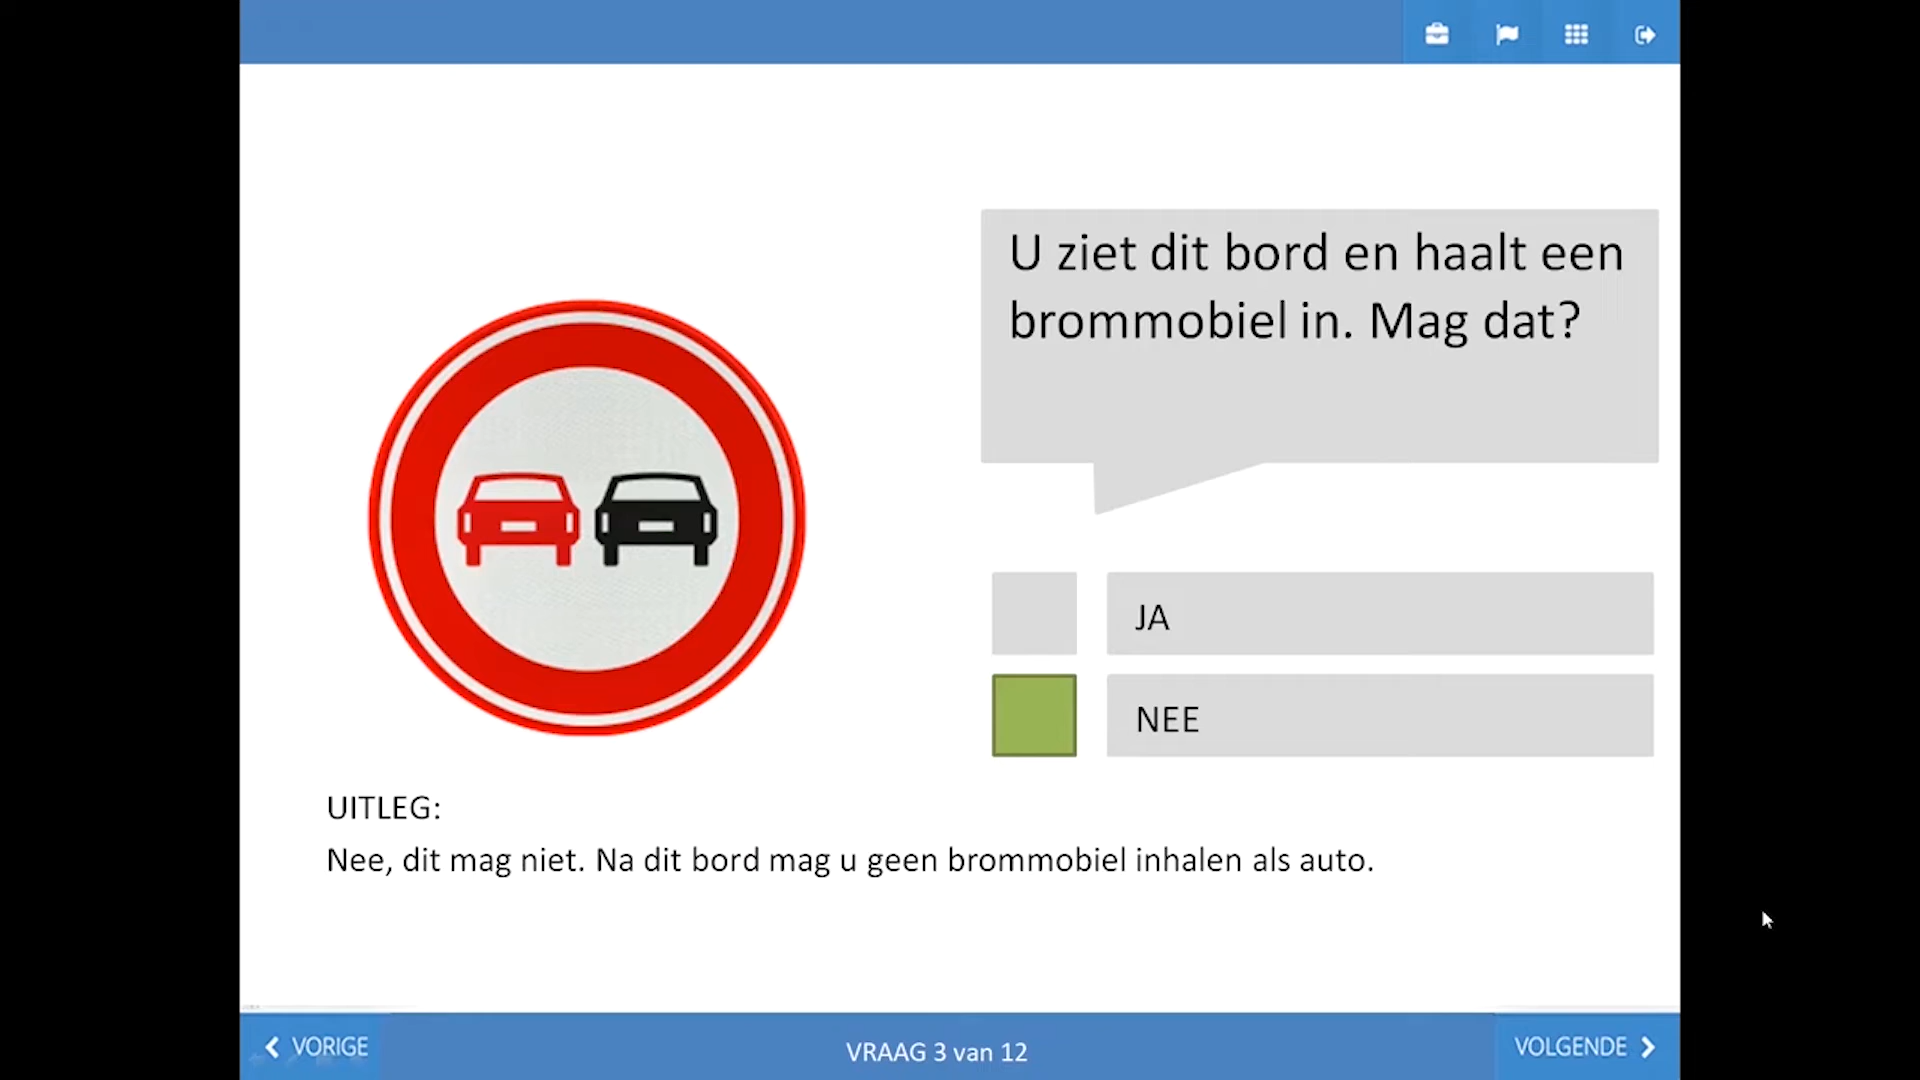 U ziet dit bord en haalt een
brommobiel in. Mag dat?
JA
NEE
UITLEG:
Nee, dit mag niet. Na dit bord mag u geen brommobiel inhalen als auto.
VORIGE
VRAAG 3 van 12
VOLGENDE